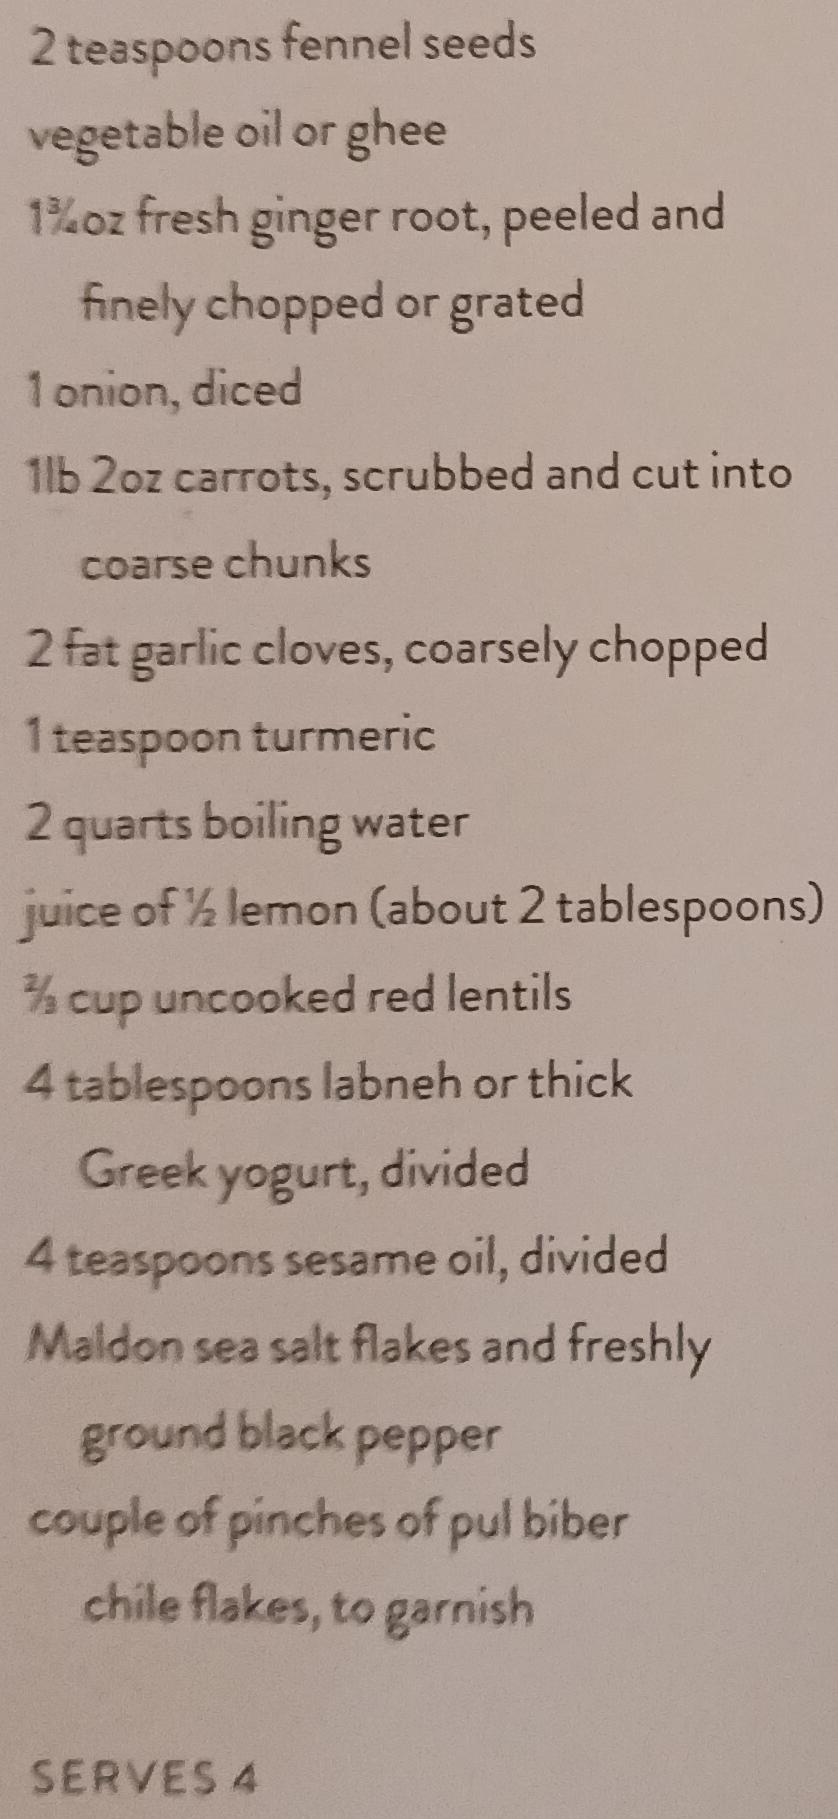 2 teaspoons fennel seeds
vegetable oil or ghee
1¾oz fresh ginger root, peeled and
finely chopped or grated
1 onion, diced
1lb 2oz carrots, scrubbed and cut into
coarse chunks
2 fat garlic cloves, coarsely chopped
1 teaspoon turmeric
2 quarts boiling water
juice of ½ lemon (about 2 tablespoons)
⅔ cup uncooked red lentils
4 tablespoons labneh or thick
Greek yogurt, divided
4 teaspoons sesame oil, divided
Maldon sea salt flakes and freshly
ground black pepper
couple of pinches of pul biber
chile flakes, to garnish
SERVES 4